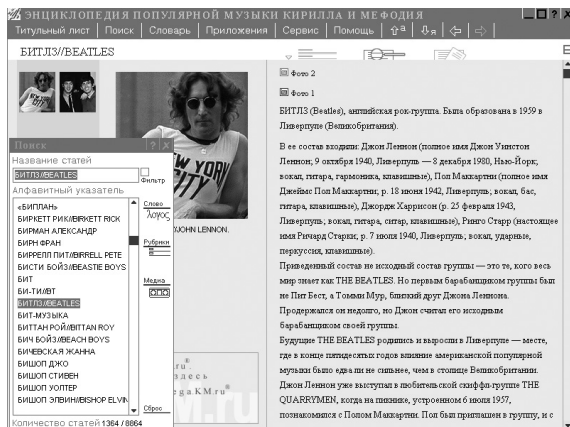 ЭНЦИКЛОПЕДИЯ ПОПУЛЯРНОЙ МУЗЫКИ КИРИЛЛА И МЕФОДИЯ
Титульный лист | Поиск | Словарь | Приложения | Сервис | Помощь
БИТЛЗ//BEATLES
NEW YORK CITY
/JOHN LENNON.
Поиск
Название статей
БИТЛЗ//BEATLES
Фильтр
Алфавитный указатель
«БИПЛАН»
БИРКЕТТ РИК//BIRKETT RICK
БИРМАН АЛЕКСАНДР
БИРН ФРАН
БИРРЕЛЛ ПИТ//BIRRELL PETE
БИСТИ БОЙЗ//BEASTIE BOYS
БИТ
БИ-ТИ//BT
БИТЛЗ//BEATLES
БИТ-МУЗЫКА
БИТТАН РОЙ//BITTAN ROY
БИЧ БОЙЗ//BEACH BOYS
БИЧЕВСКАЯ ЖАННА
БИШОП ДЖО
БИШОП СТИВЕН
БИШОП УОЛТЕР
БИШОП ЭЛВИН//BISHOP ELVIN
Слово
λογος
Рубрики
Медиа
Сброс
Количество статей 1364 / 8864
здесь
ega.KM.ru
Фото 2
Фото 1
БИТЛЗ (Beatles), английская рок-группа. Была образована в 1959 в
Ливерпуле (Великобритания).
В ее состав входили: Джон Леннон (полное имя Джон Уинстон
Леннон; 9 октября 1940, Ливерпуль — 8 декабря 1980, Нью-Йорк;
вокал, гитара, гармоника, клавишные), Пол Маккартни (полное имя
Джеймс Пол Маккартни; р. 18 июня 1942, Ливерпуль; вокал, бас,
гитара, клавишные), Джордж Харрисон (р. 25 февраля 1943,
Ливерпуль; вокал, гитара, ситар, клавишные), Ринго Старр (настоящее
имя Ричард Старки; р. 7 июля 1940, Ливерпуль; вокал, ударные,
перкуссия, клавишные).
Приведенный состав не исходный состав группы — это те, кого весь
мир знает как THE BEATLES. Но первым барабанщиком группы был
не Пит Бест, а Томми Мур, близкий друг Джона Леннона.
Продержался он недолго, но Джон считал его исходным
барабанщиком своей группы.
Будущие THE BEATLES родились и выросли в Ливерпуле — месте,
где в конце пятидесятых годов влияние американской популярной
музыки было едва ли не сильнее, чем в столице Великобритании.
Джон Леннон уже выступал в любительской скиффл-группе THE
QUARRYMEN, когда на пикнике, устроенном 6 июля 1957,
познакомился с Полом Маккартни. Пол был приглашен в группу, и с